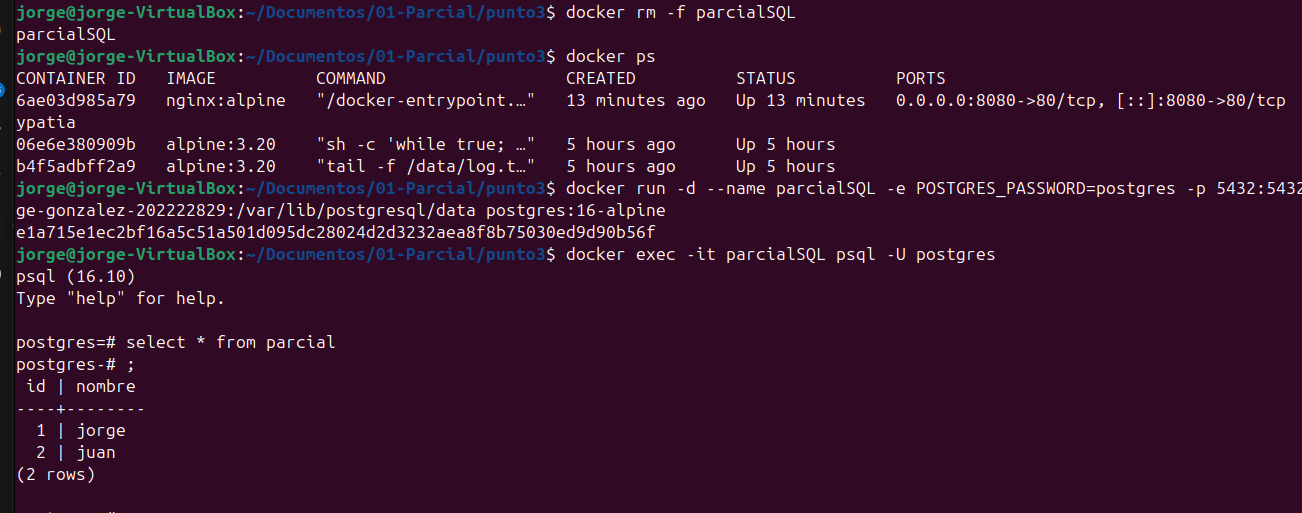 jorge@jorge-VirtualBox:~/Documentos/01-Parcial/punto3$ docker rm -f parcialSQL
parcialSQL
jorge@jorge-VirtualBox:~/Documentos/01-Parcial/punto3$ docker ps
CONTAINER ID   IMAGE          COMMAND                  CREATED          STATUS          PORTS
6ae03d985a79   nginx:alpine   "/docker-entrypoint.…"   13 minutes ago   Up 13 minutes   0.0.0.0:8080->80/tcp, [::]:8080->80/tcp
ypatia
06e6e380909b   alpine:3.20    "sh -c 'while true; …"   5 hours ago      Up 5 hours
b4f5adbff2a9   alpine:3.20    "tail -f /data/log.t…"   5 hours ago      Up 5 hours
jorge@jorge-VirtualBox:~/Documentos/01-Parcial/punto3$ docker run -d --name parcialSQL -e POSTGRES_PASSWORD=postgres -p 5432:5432
ge-gonzalez-202222829:/var/lib/postgresql/data postgres:16-alpine
e1a715e1ec2bf16a5c51a501d095dc28024d2d3232aea8f8b75030ed9d90b56f
jorge@jorge-VirtualBox:~/Documentos/01-Parcial/punto3$ docker exec -it parcialSQL psql -U postgres
psql (16.10)
Type "help" for help.
postgres=# select * from parcial
postgres-# ;
 id | nombre
----+--------
  1 | jorge
  2 | juan
(2 rows)